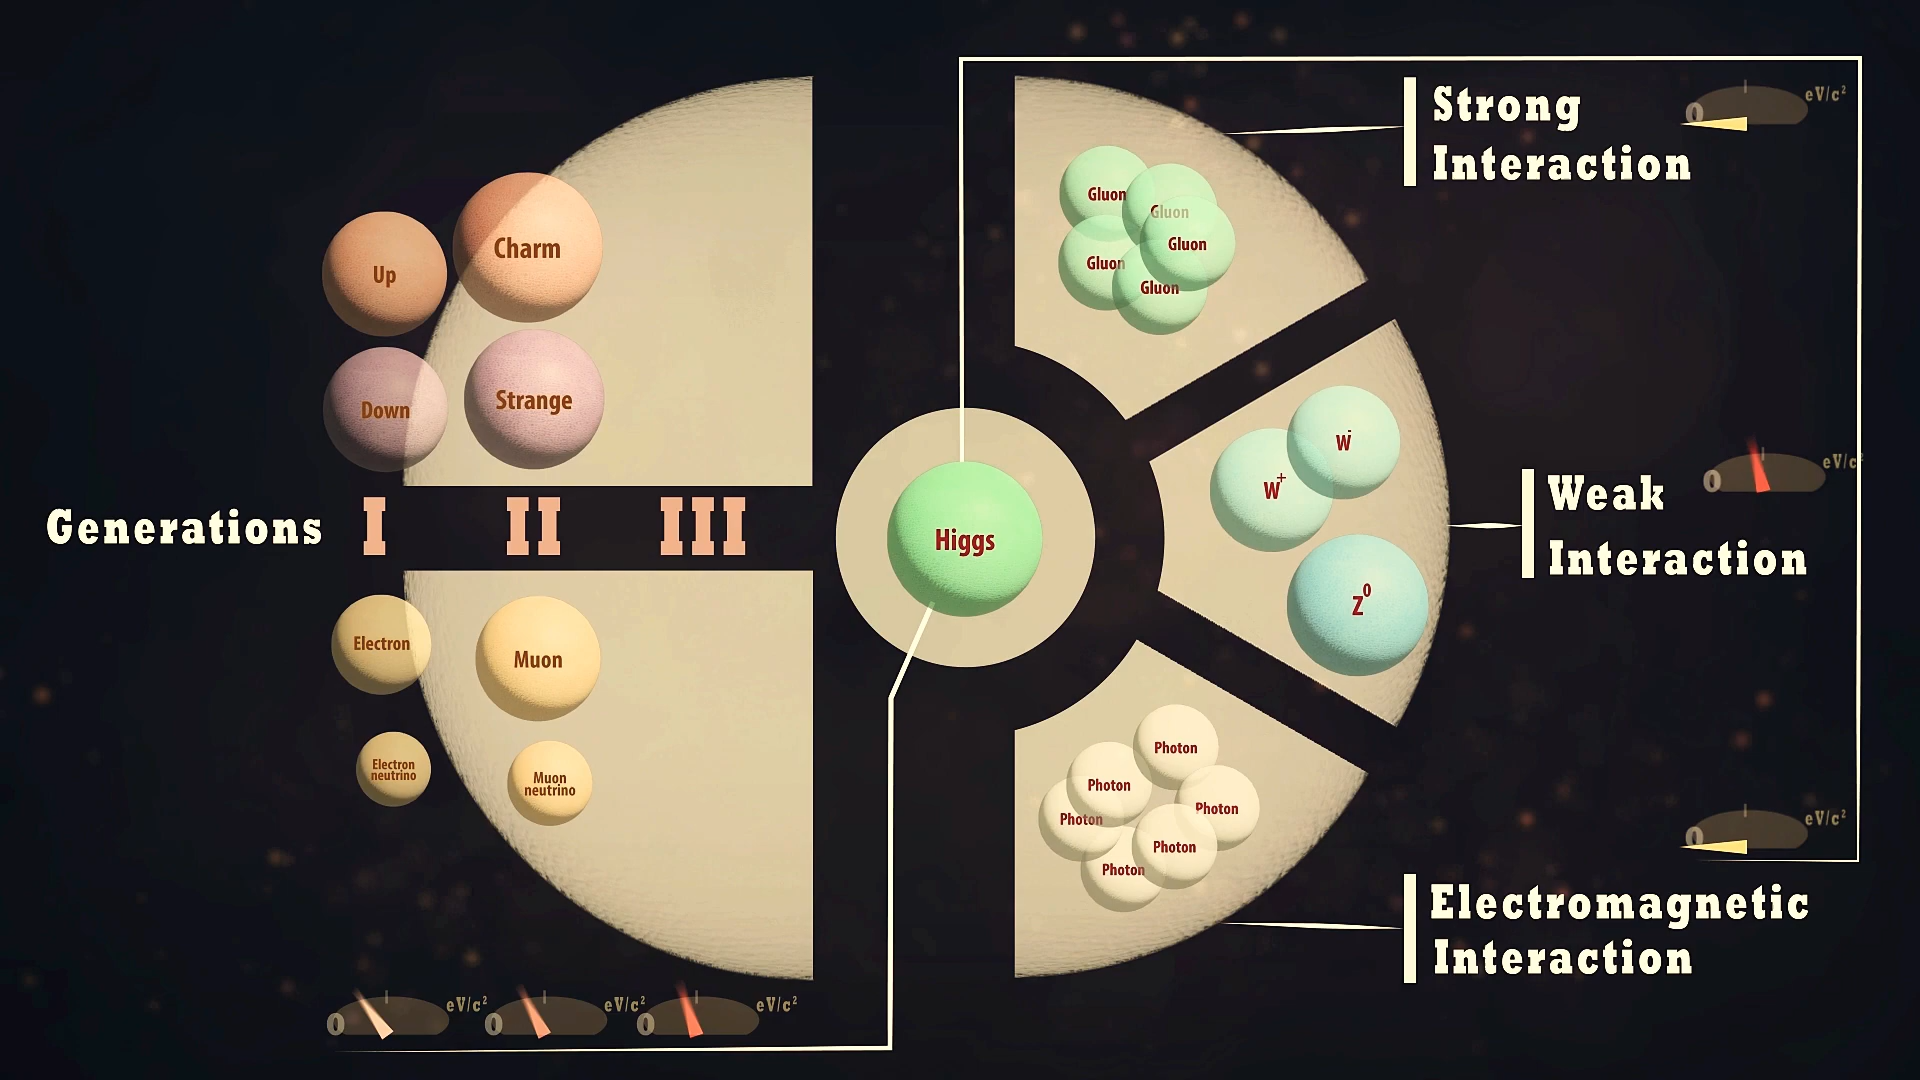 Strong
Interaction
0
eV/c²
Gluon
Gluon
Gluon
Gluon
Gluon
Up
Charm
Down
Strange
Generations
I
II
III
Higgs
W⁻
W⁺
Z⁰
Weak
Interaction
0
eV/c²
Electron
Muon
Electron
neutrino
Muon
neutrino
Photon
Photon
Photon
Photon
Photon
Photon
0
eV/c²
Electromagnetic
Interaction
0
eV/c²
0
eV/c²
0
eV/c²